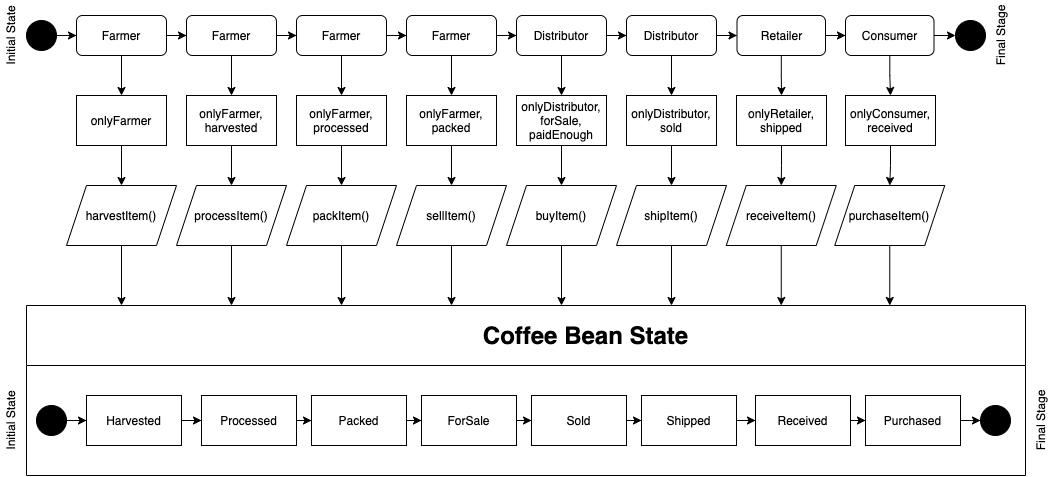 Initial State
Farmer
Farmer
Farmer
Farmer
Distributor
Distributor
Retailer
Consumer
Final Stage
onlyFarmer
onlyFarmer,
harvested
onlyFarmer,
processed
onlyFarmer,
packed
onlyDistributor,
forSale,
paidEnough
onlyDistributor,
sold
onlyRetailer,
shipped
onlyConsumer,
received
harvestItem()
processItem()
packItem()
sellItem()
buyItem()
shipItem()
receiveItem()
purchaseItem()
Coffee Bean State
Initial State
Harvested
Processed
Packed
ForSale
Sold
Shipped
Received
Purchased
Final Stage